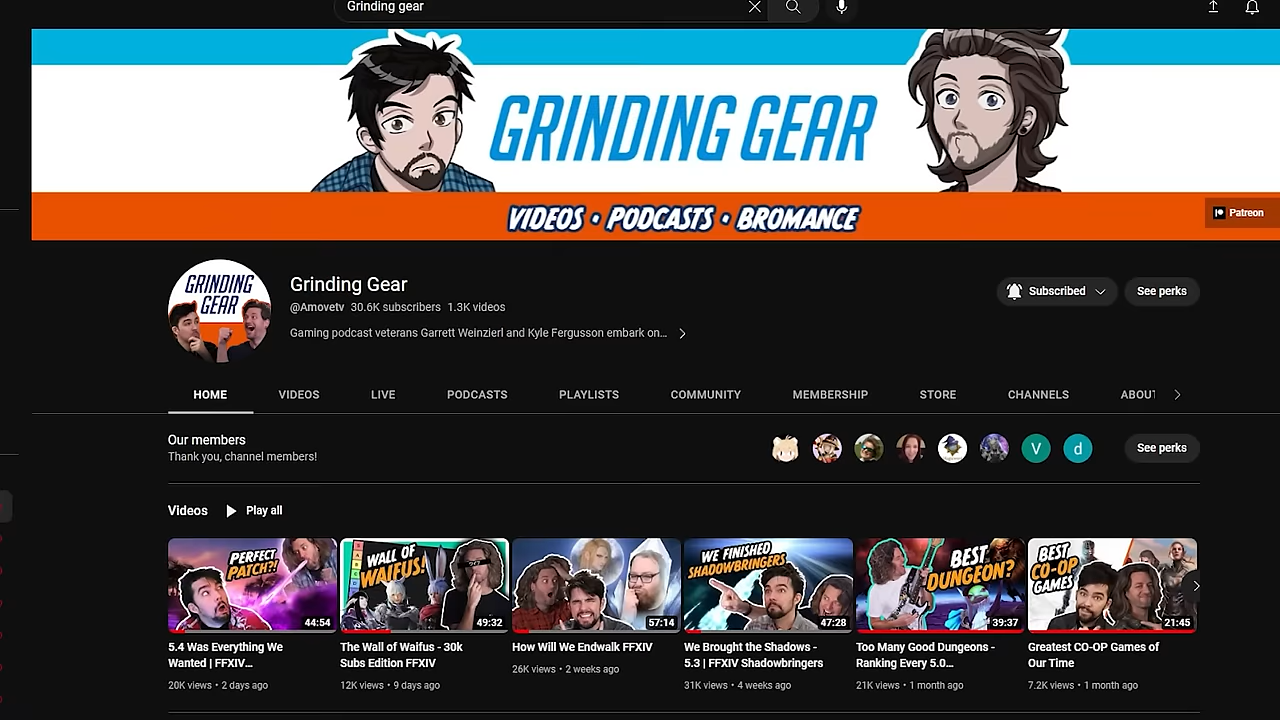 Grinding gear
GRINDING GEAR
VIDEOS • PODCASTS • BROMANCE
Patreon
GRINDING
GEAR
Grinding Gear
@Amovetv 30.6K subscribers 1.3K videos
Gaming podcast veterans Garrett Weinzierl and Kyle Fergusson embark on...
Subscribed
See perks
HOME VIDEOS LIVE PODCASTS PLAYLISTS COMMUNITY MEMBERSHIP STORE CHANNELS ABOUT
Our members
Thank you, channel members!
V
d
See perks
Videos Play all
PERFECT
PATCH?!
44:54
WALL OF
WAIFUS!
49:32
57:14
WE FINISHED
SHADOWBRINGERS
47:28
BEST
DUNGEON?
39:37
BEST
CO-OP
GAMES
21:45
5.4 Was Everything We
Wanted | FFXIV...
20K views • 2 days ago
The Wall of Waifus - 30k
Subs Edition FFXIV
12K views • 9 days ago
How Will We Endwalk FFXIV
26K views • 2 weeks ago
We Brought the Shadows -
5.3 | FFXIV Shadowbringers
31K views • 4 weeks ago
Too Many Good Dungeons -
Ranking Every 5.0...
21K views • 1 month ago
Greatest CO-OP Games of
Our Time
7.2K views • 1 month ago